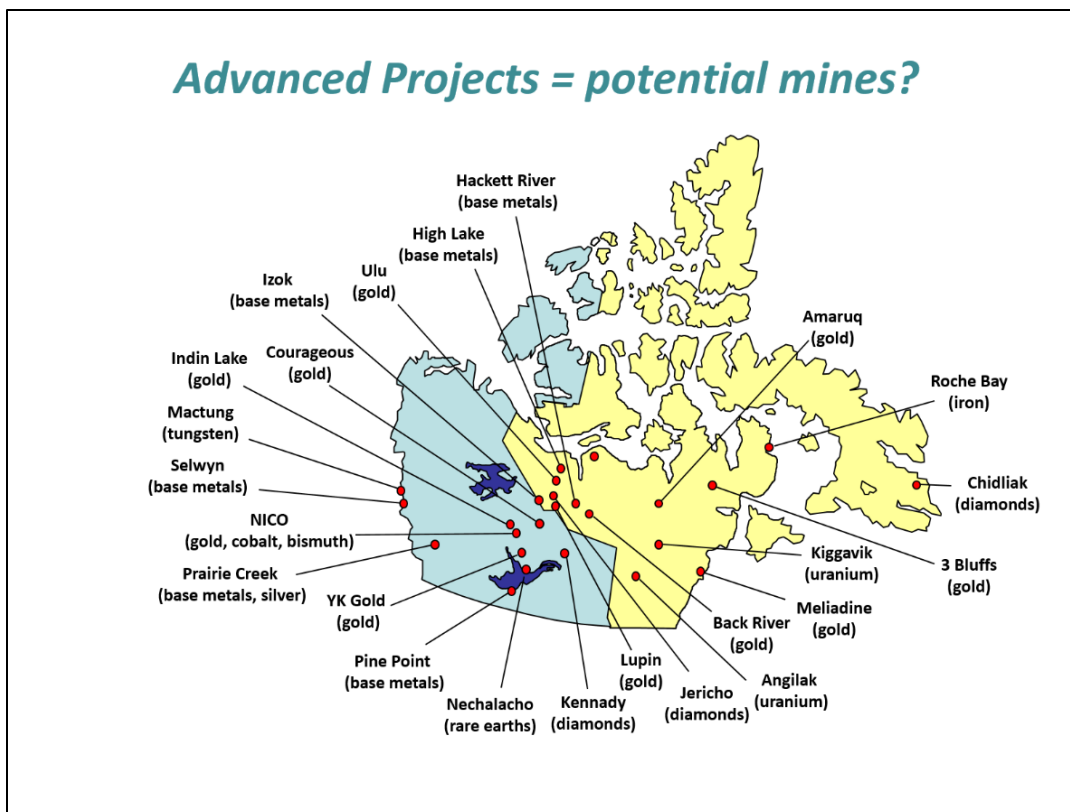 Advanced Projects = potential mines?
Hackett River
(base metals)
High Lake
(base metals)
Ulu
(gold)
Izok
(base metals)
Amaruq
(gold)
Courageous
(gold)
Indin Lake
(gold)
Roche Bay
(iron)
Mactung
(tungsten)
Selwyn
(base metals)
Chidliak
(diamonds)
NICO
(gold, cobalt, bismuth)
Kiggavik
(uranium)
3 Bluffs
(gold)
Prairie Creek
(base metals, silver)
YK Gold
(gold)
Meliadine
(gold)
Back River
(gold)
Pine Point
(base metals)
Lupin
(gold)
Angilak
(uranium)
Jericho
(diamonds)
Nechalacho
(rare earths)
Kennady
(diamonds)